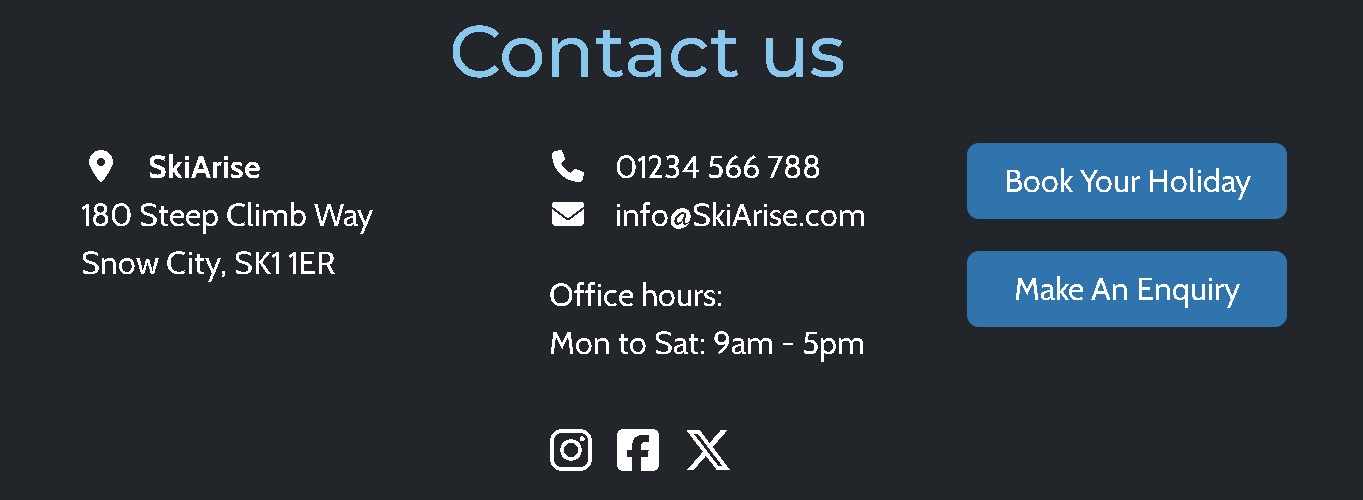 Contact us
SkiArise
180 Steep Climb Way
Snow City, SK1 1ER
01234 566 788
info@SkiArise.com
Office hours:
Mon to Sat: 9am - 5pm
Book Your Holiday
Make An Enquiry